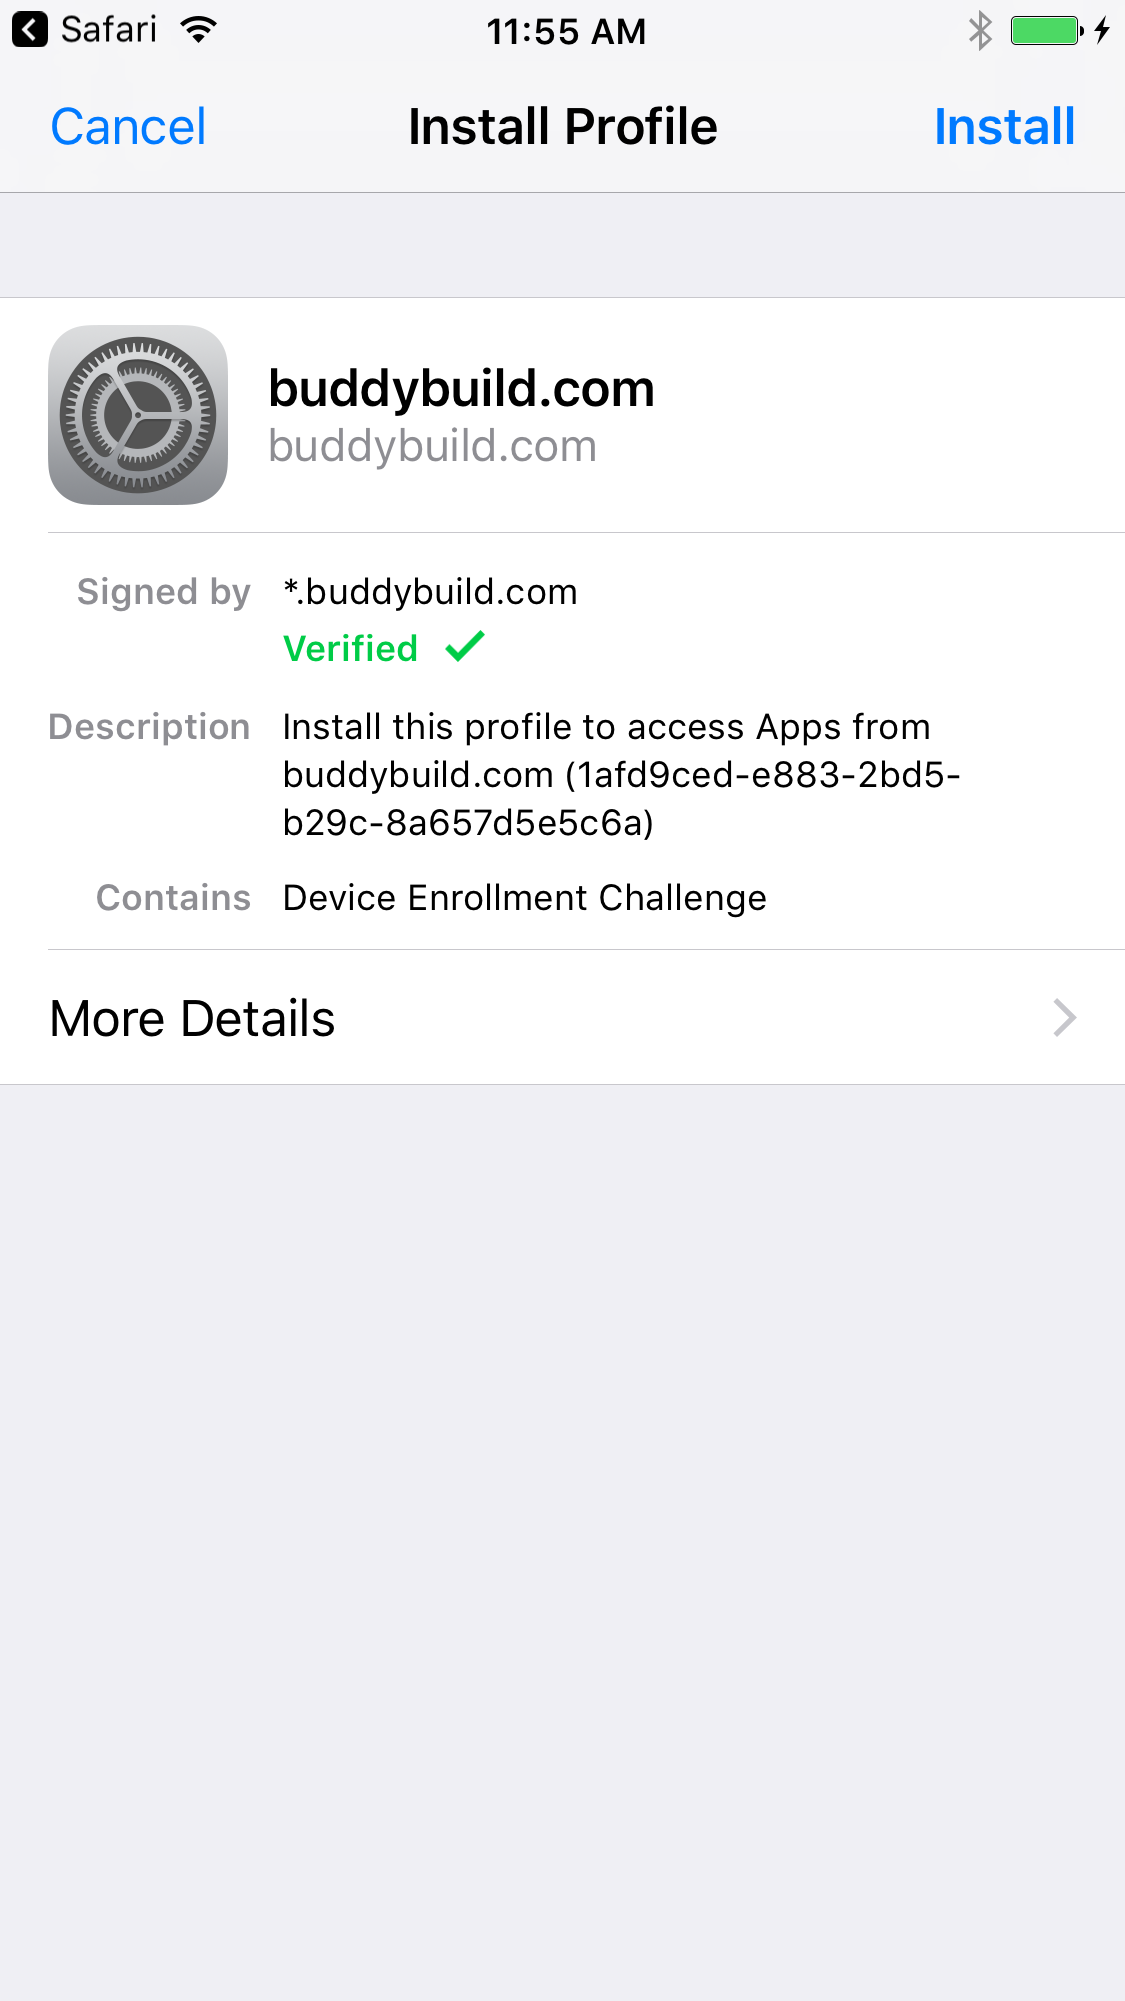 Safari 11:55 AM
Cancel Install Profile Install
buddybuild.com
buddybuild.com
Signed by *.buddybuild.com
Verified
Description Install this profile to access Apps from
buddybuild.com (1afd9ced-e883-2bd5-
b29c-8a657d5e5c6a)
Contains Device Enrollment Challenge
More Details